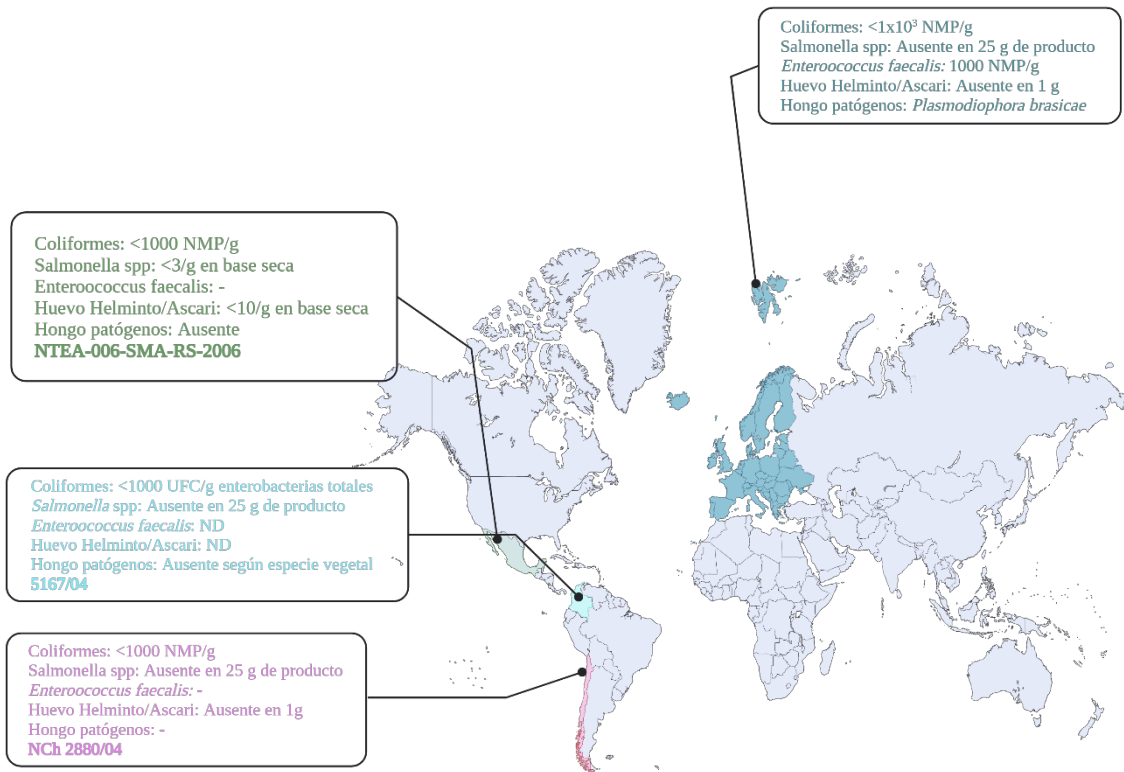 Coliformes: <1x10³ NMP/g
Salmonella spp: Ausente en 25 g de producto
Enteroococcus faecalis: 1000 NMP/g
Huevo Helminto/Ascari: Ausente en 1 g
Hongo patógenos: Plasmodiophora brasicae
Coliformes: <1000 NMP/g
Salmonella spp: <3/g en base seca
Enteroococcus faecalis: -
Huevo Helminto/Ascari: <10/g en base seca
Hongo patógenos: Ausente
NTEA-006-SMA-RS-2006
Coliformes: <1000 UFC/g enterobacterias totales
Salmonella spp: Ausente en 25 g de producto
Enteroococcus faecalis: ND
Huevo Helminto/Ascari: ND
Hongo patógenos: Ausente según especie vegetal
5167/04
Coliformes: <1000 NMP/g
Salmonella spp: Ausente en 25 g de producto
Enteroococcus faecalis: -
Huevo Helminto/Ascari: Ausente en 1g
Hongo patógenos: -
NCh 2880/04